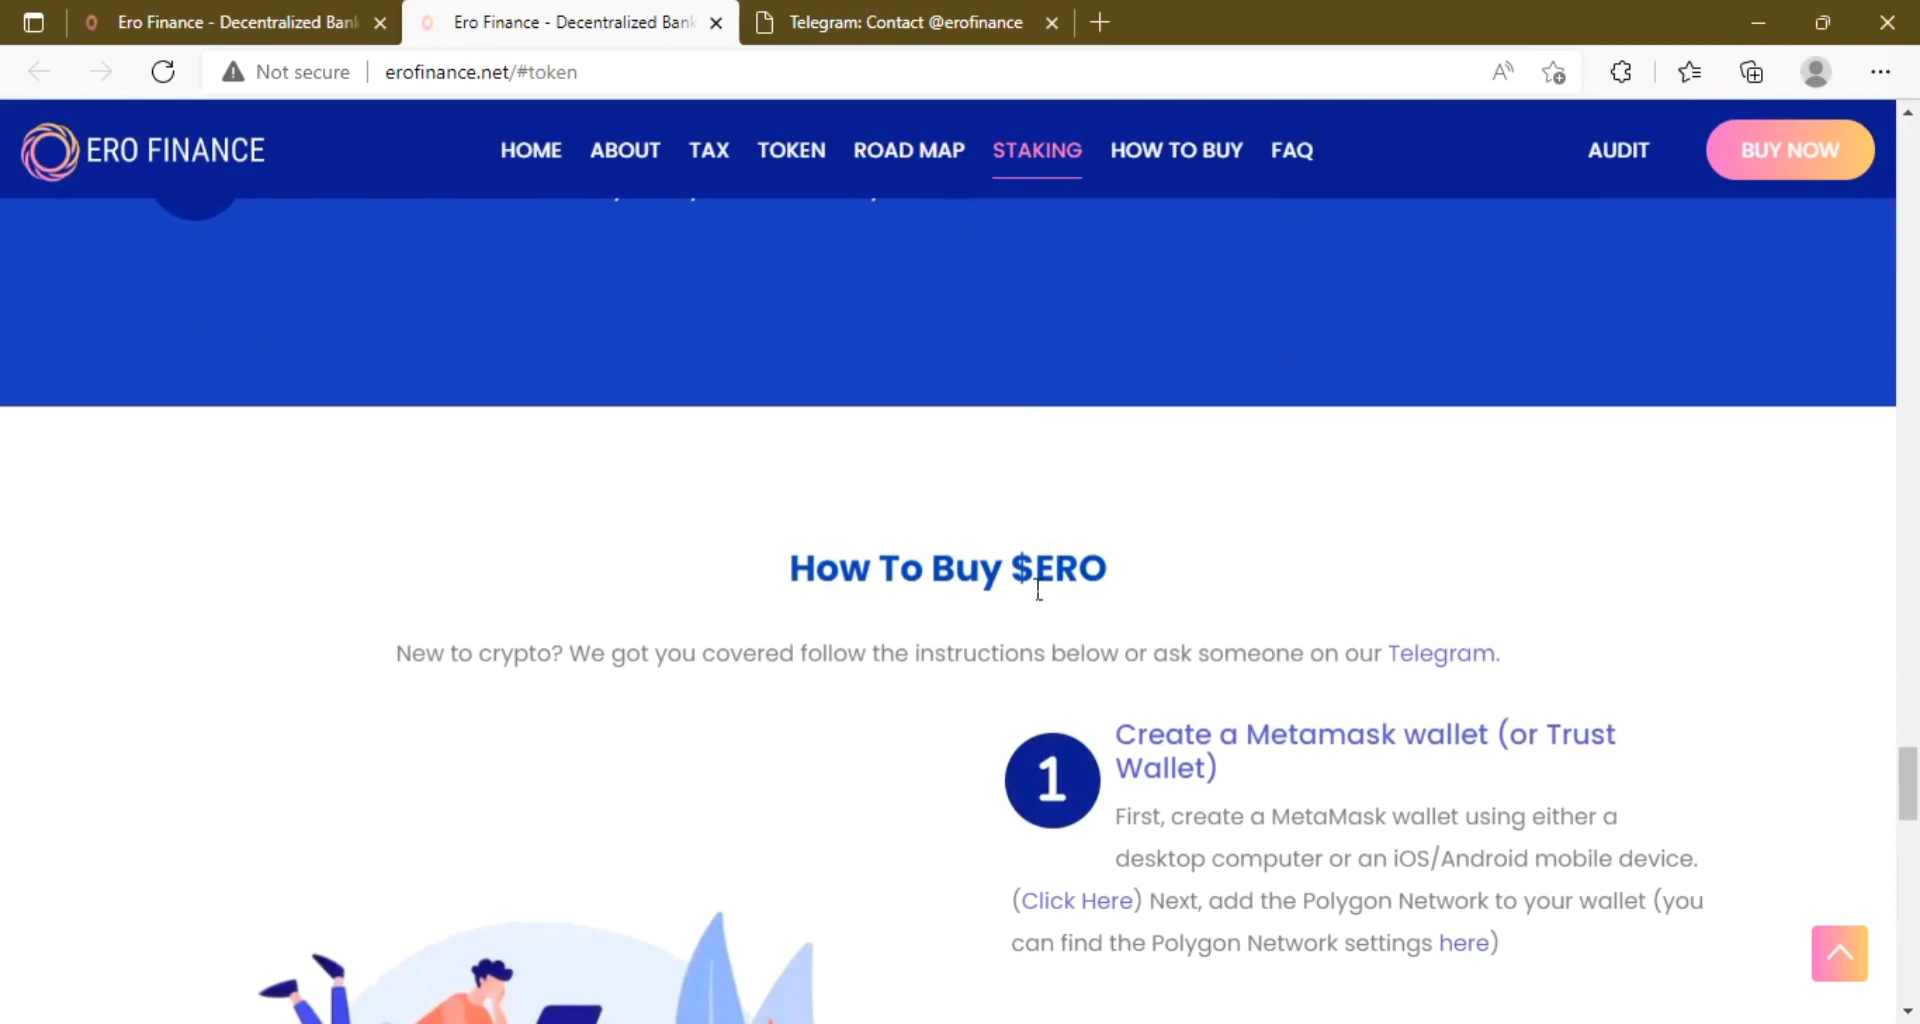 Ero Finance - Decentralized Bank
Ero Finance - Decentralized Bank
Telegram: Contact @erofinance
Not secure
erofinance.net/#token
ERO FINANCE
HOME
ABOUT
TAX
TOKEN
ROAD MAP
STAKING
HOW TO BUY
FAQ
AUDIT
BUY NOW
How To Buy $ERO
New to crypto? We got you covered follow the instructions below or ask someone on our Telegram.
1
Create a Metamask wallet (or Trust
Wallet)
First, create a MetaMask wallet using either a
desktop computer or an iOS/Android mobile device.
(Click Here) Next, add the Polygon Network to your wallet (you
can find the Polygon Network settings here)